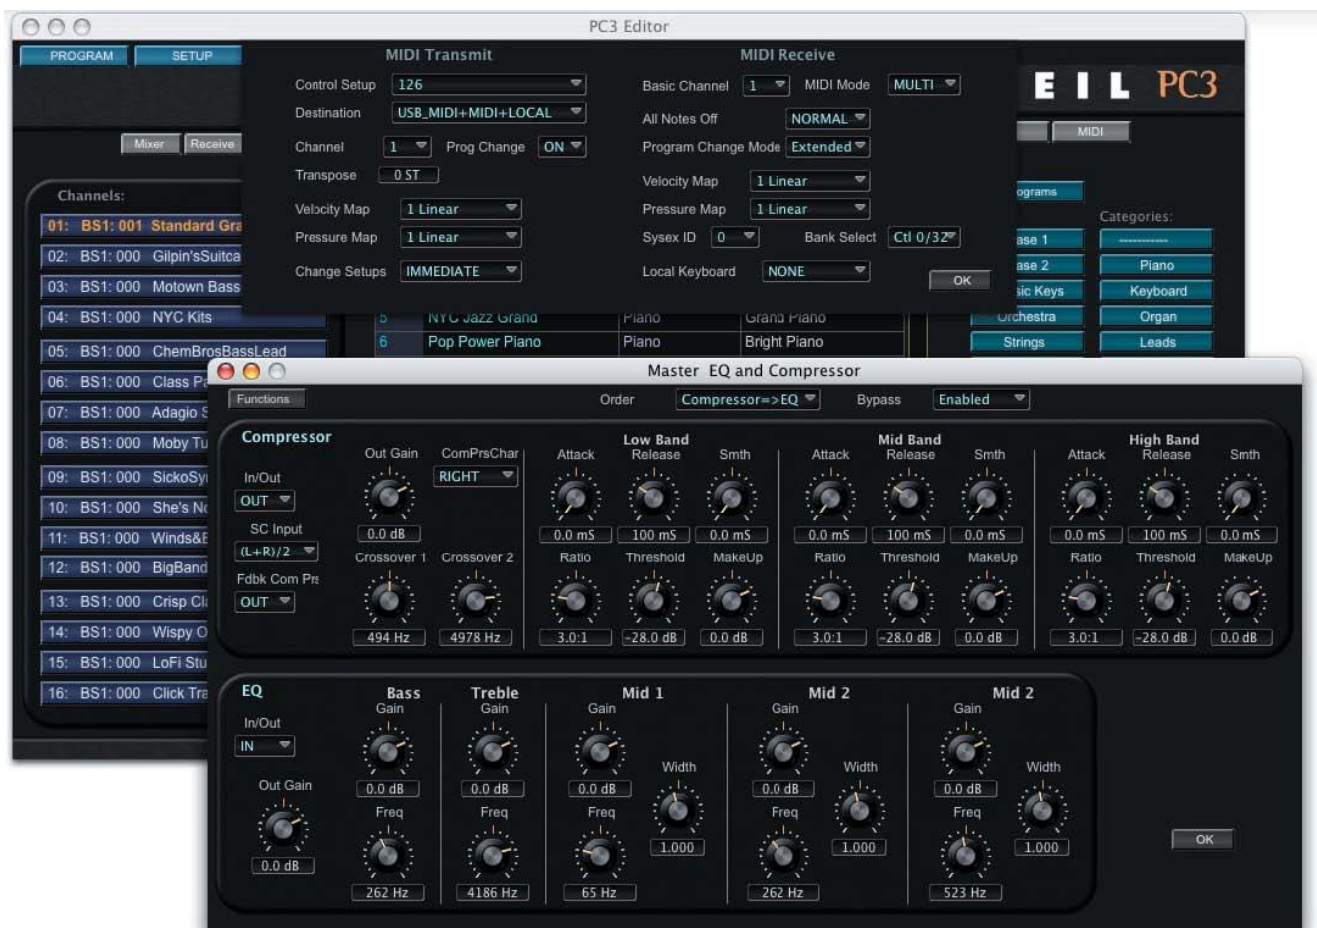 PC3 Editor
PROGRAM SETUP
MIDI Transmit MIDI Receive
Control Setup 126 Basic Channel 1 MIDI Mode MULTI
EIL PC3
Destination USB_MIDI+MIDI+LOCAL All Notes Off NORMAL
Mixer Receive MIDI
Channel 1 Prog Change ON Program Change Mode Extended
Transpose 0 ST Velocity Map 1 Linear
Channels:
Velocity Map 1 Linear Pressure Map 1 Linear
Categories:
01: BS1: 001 Standard Gra
Pressure Map 1 Linear Sysex ID 0 Bank Select Ctl 0/32
02: BS1: 000 Gilpin'sSuitca
Change Setups IMMEDIATE Local Keyboard NONE
OK
ograms
ase 1 -----------
ase 2 Piano
sic Keys Keyboard
Orchestra Organ
Strings Leads
03: BS1: 000 Motown Bass
04: BS1: 000 NYC Kits
5 NYC Jazz Grand Piano Grand Piano
6 Pop Power Piano Piano Bright Piano
05: BS1: 000 ChemBrosBassLead
06: BS1: 000 Class Pa
07: BS1: 000 Adagio S
08: BS1: 000 Moby Tu
09: BS1: 000 SickoSy
10: BS1: 000 She's No
11: BS1: 000 Winds&B
12: BS1: 000 BigBand
13: BS1: 000 Crisp Cla
14: BS1: 000 Wispy O
15: BS1: 000 LoFi Stu
16: BS1: 000 Click Tra
Master EQ and Compressor
Functions Order Compressor=>EQ Bypass Enabled
Compressor
Low Band Mid Band High Band
Out Gain ComPrsChan Attack Release Smth Attack Release Smth Attack Release Smth
In/Out RIGHT
OUT
SC Input 0.0 dB 0.0 mS 100 mS 0.0 mS 0.0 mS 100 mS 0.0 mS 0.0 mS 100 mS 0.0 mS
(L+R)/2 Crossover 1 Crossover 2 Ratio Threshold MakeUp Ratio Threshold MakeUp Ratio Threshold MakeUp
Fdbk Com Prs
OUT
494 Hz 4978 Hz 3.0:1 -28.0 dB 0.0 dB 3.0:1 -28.0 dB 0.0 dB 3.0:1 -28.0 dB 0.0 dB
EQ Bass Treble Mid 1 Mid 2 Mid 2
Gain Gain Gain Gain Gain
In/Out
IN
Width Width Width
Out Gain 0.0 dB 0.0 dB 0.0 dB 0.0 dB 0.0 dB
Freq Freq Freq Freq Freq
1.000 1.000 1.000 OK
0.0 dB
262 Hz 4186 Hz 65 Hz 262 Hz 523 Hz